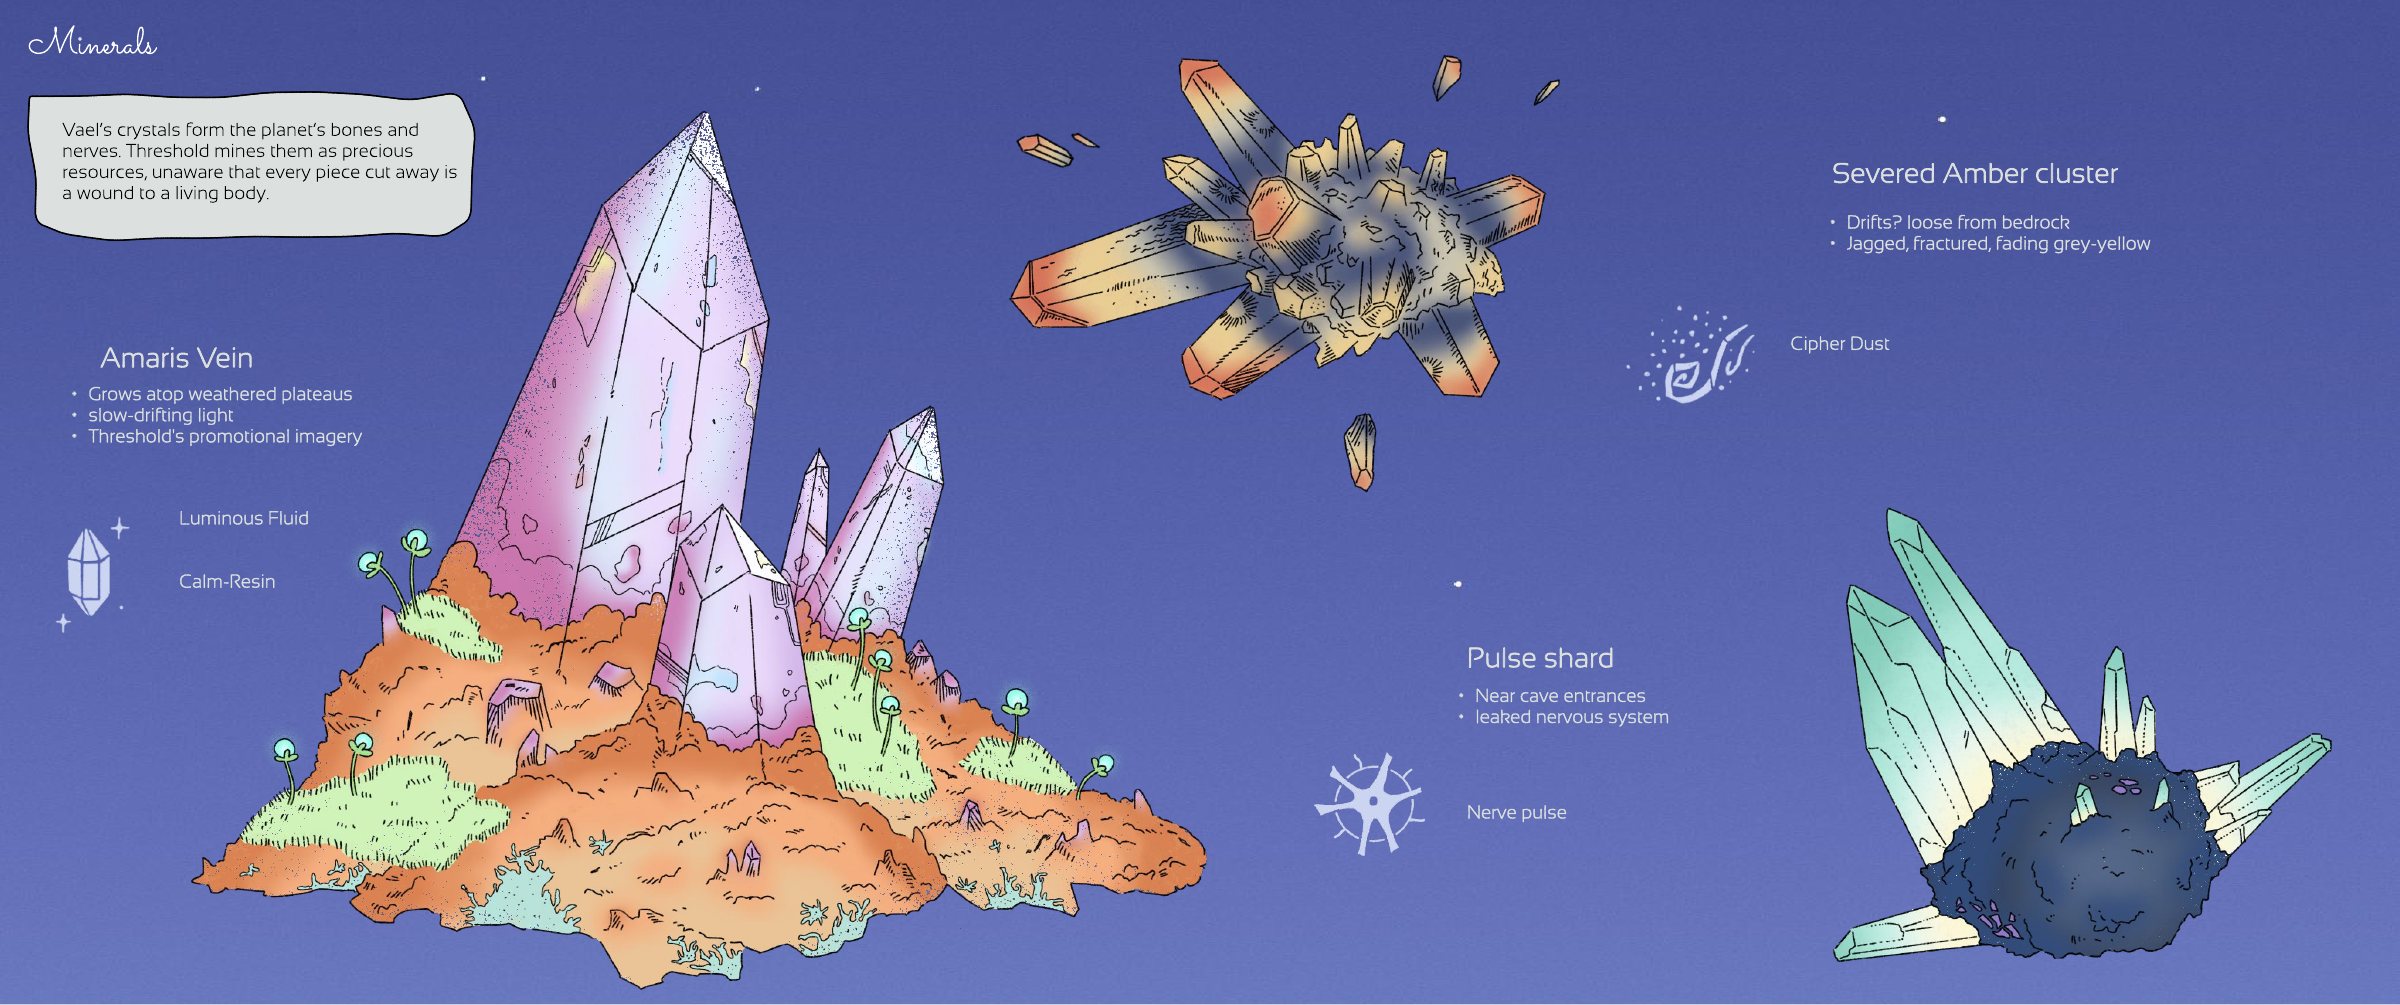 Minerals
Vael's crystals form the planet's bones and
nerves. Threshold mines them as precious
resources, unaware that every piece cut away is
a wound to a living body.
Amaris Vein
• Grows atop weathered plateaus
• slow-drifting light
• Threshold's promotional imagery
Luminous Fluid
Calm-Resin
Severed Amber cluster
• Drifts? loose from bedrock
• Jagged, fractured, fading grey-yellow
Cipher Dust
Pulse shard
• Near cave entrances
• leaked nervous system
Nerve pulse